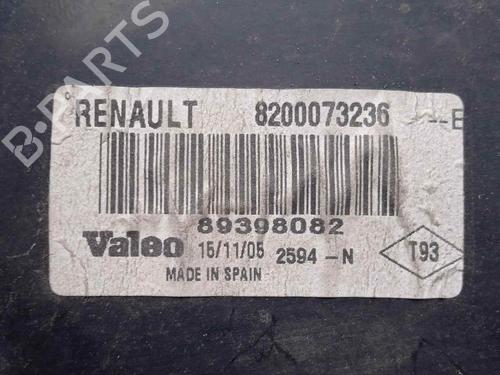 B-PARTS
RENAULT 8200073236 --E
89398082
Valeo 15/11/05 2594-N
T93
MADE IN SPAIN